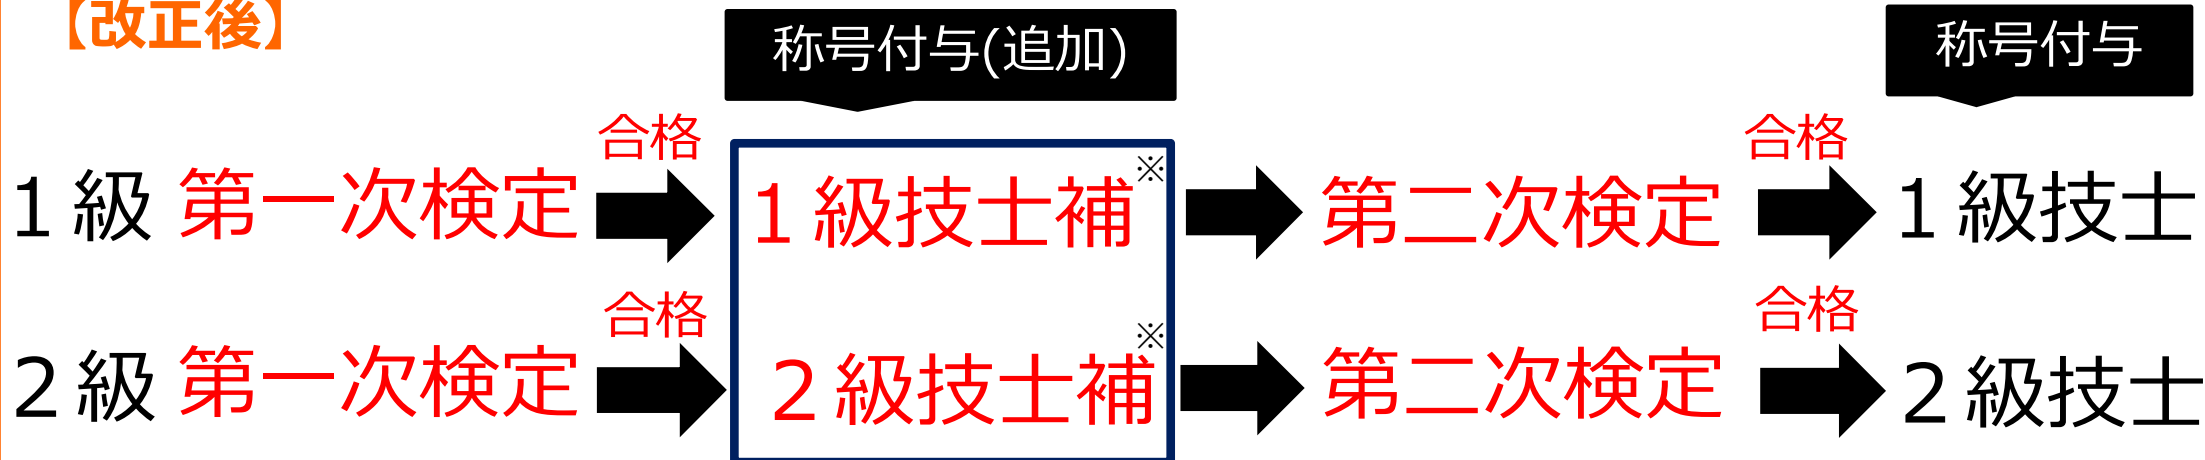 【改正後】
称号付与(追加)
称号付与
合格
合格
1級 第一次検定
1級技士補※
第二次検定
1級技士
合格
合格
2級 第一次検定
2級技士補※
第二次検定
2級技士